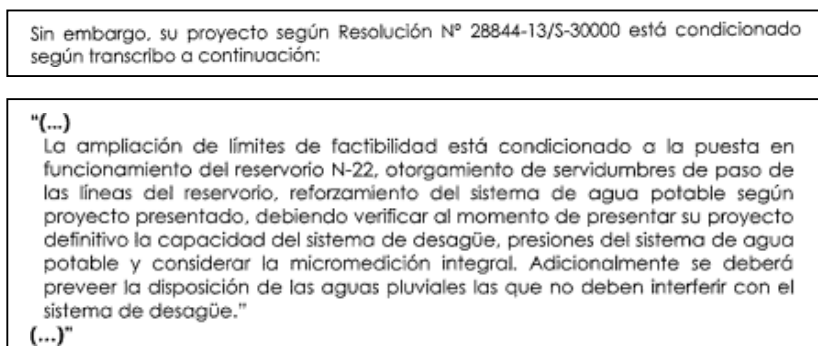 Sin embargo, su proyecto según Resolución Nº 28844-13/S-30000 está condicionado
según transcribo a continuación:
"(...)
La ampliación de límites de factibilidad está condicionado a la puesta en
funcionamiento del reservorio N-22, otorgamiento de servidumbres de paso de
las líneas del reservorio, reforzamiento del sistema de agua potable según
proyecto presentado, debiendo verificar al momento de presentar su proyecto
definitivo la capacidad del sistema de desagüe, presiones del sistema de agua
potable y considerar la micromedición integral. Adicionalmente se deberá
preveer la disposición de las aguas pluviales las que no deben interferir con el
sistema de desagüe."
(...)"